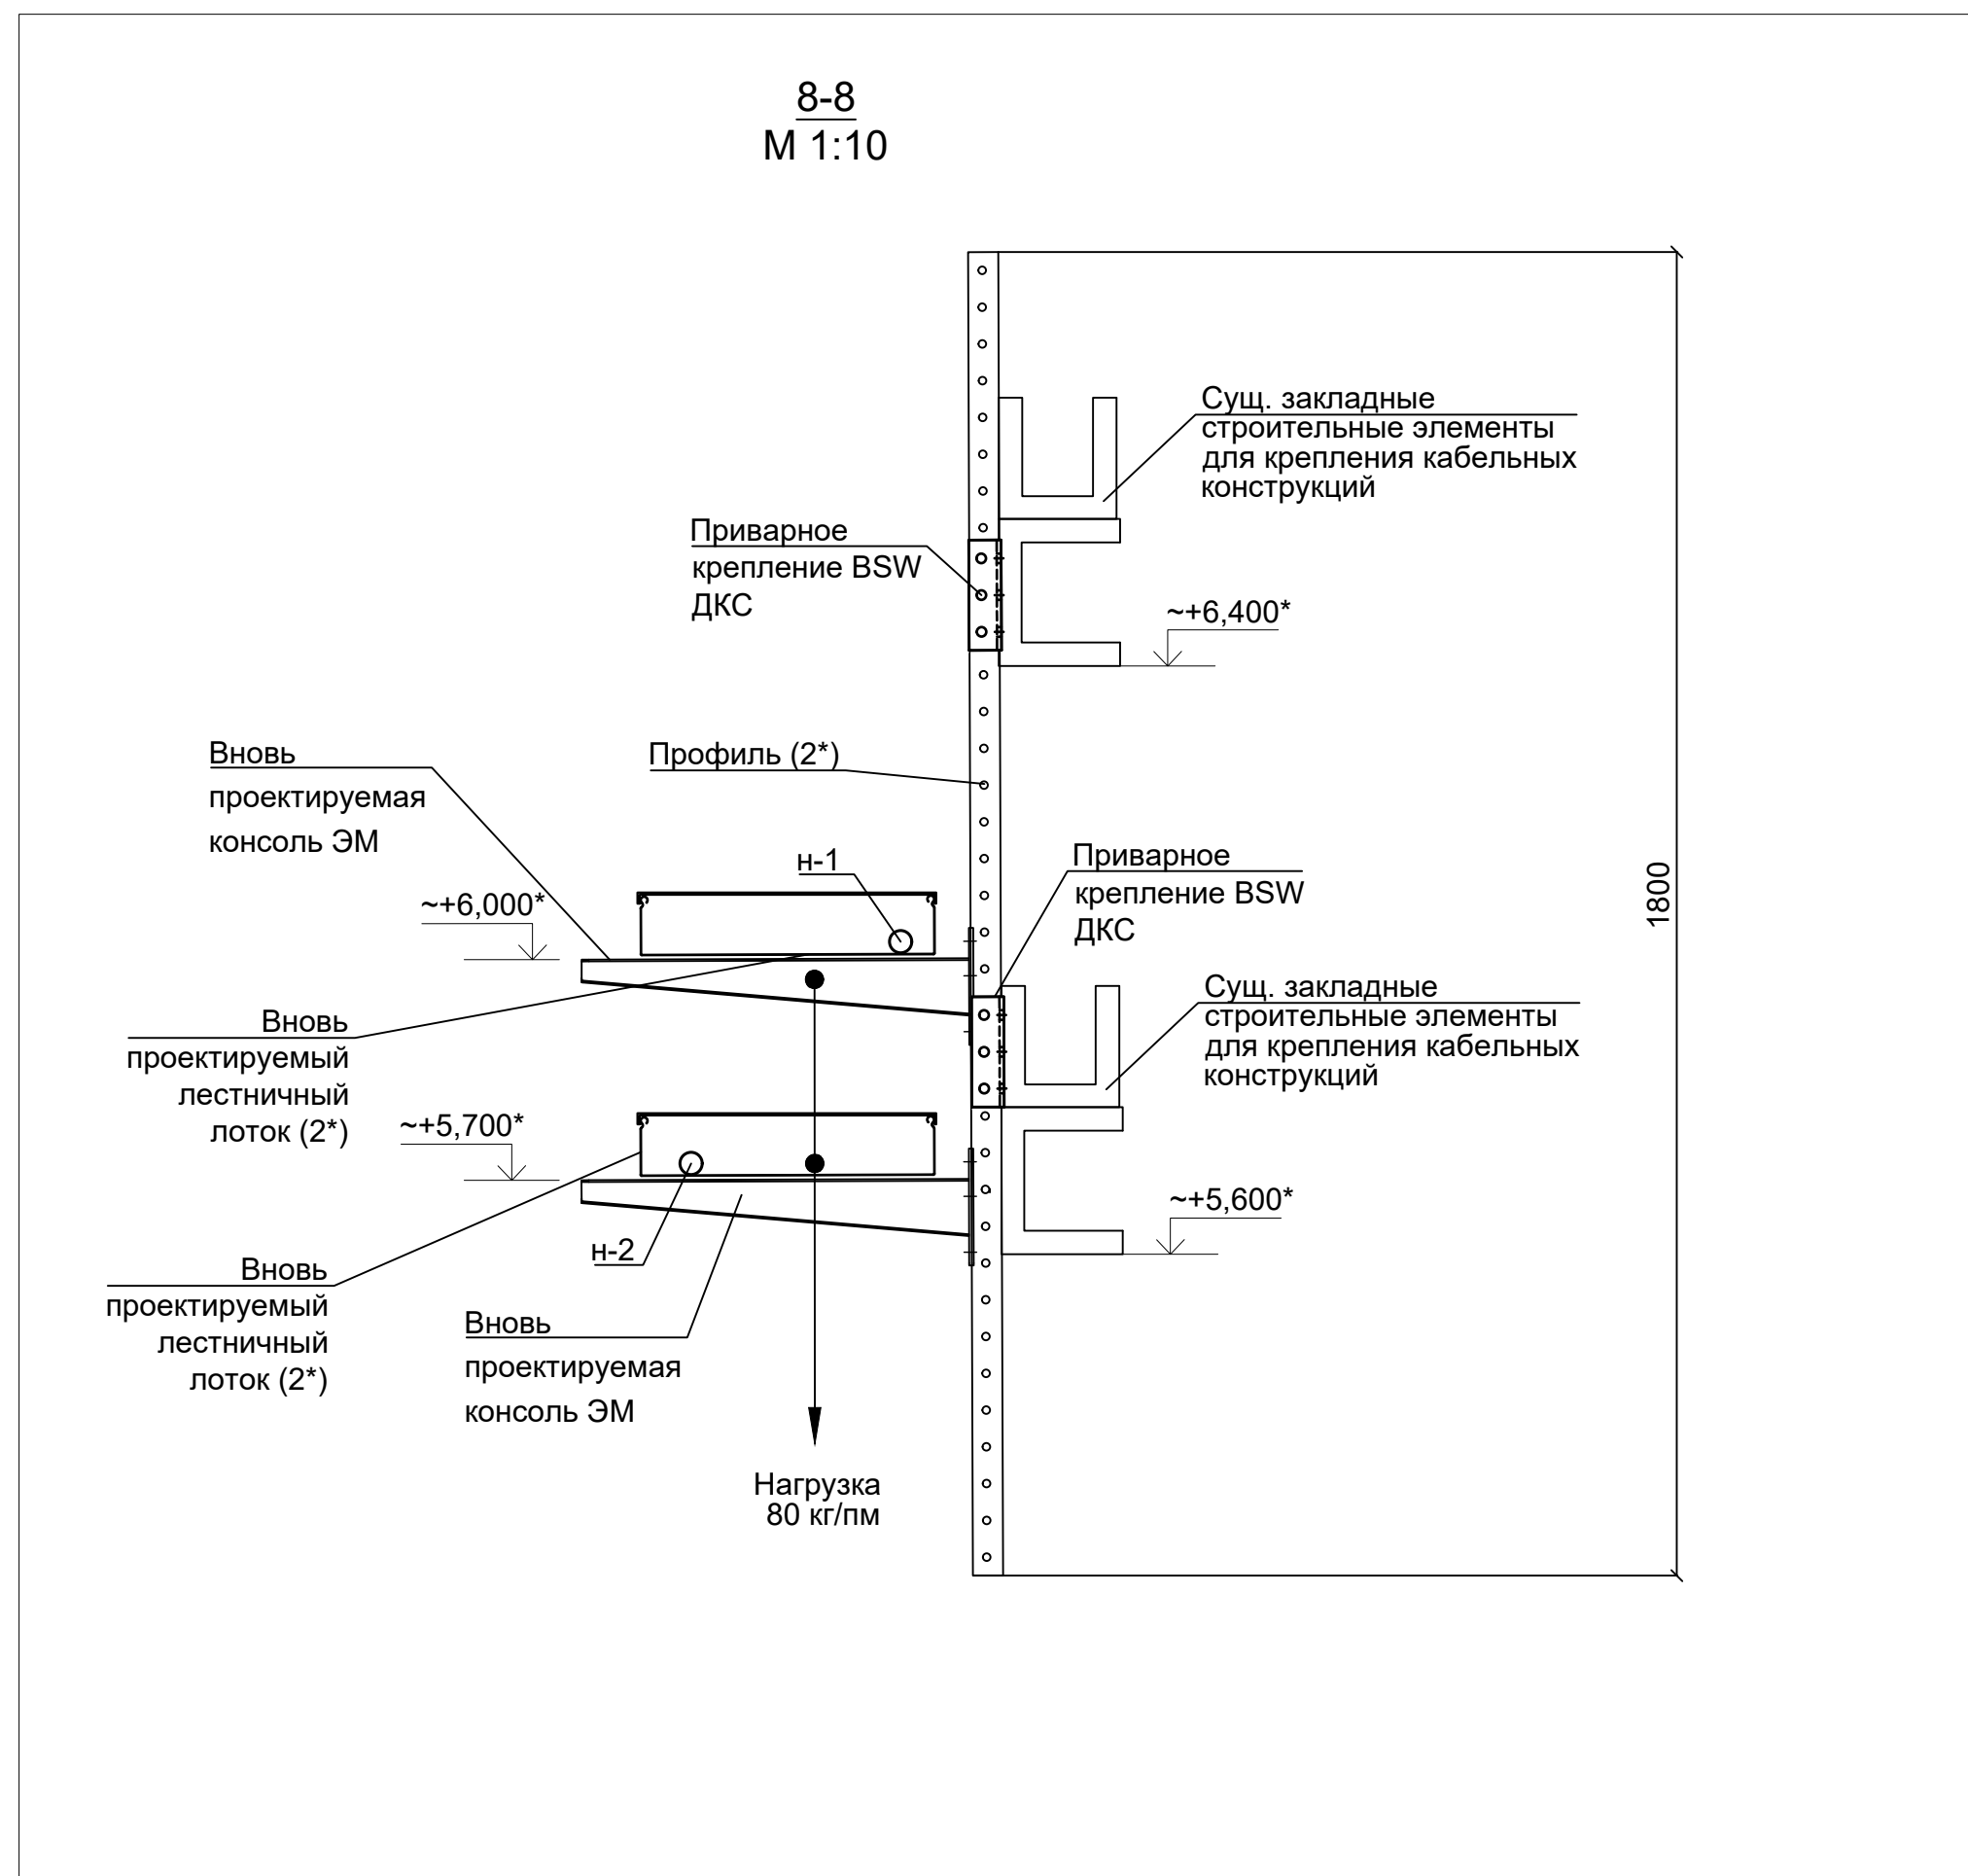 8-8
М 1:10
Сущ. закладные
строительные элементы
для крепления кабельных
конструкций
Приварное
крепление BSW
ДКС
~+6,400*
Вновь
проектируемая
консоль ЭМ
Профиль (2*)
н-1
Приварное
крепление BSW
ДКС
1800
~+6,000*
Сущ. закладные
строительные элементы
для крепления кабельных
конструкций
Вновь
проектируемый
лестничный
лоток (2*)
~+5,700*
~+5,600*
н-2
Вновь
проектируемый
лестничный
лоток (2*)
Вновь
проектируемая
консоль ЭМ
Нагрузка
80 кг/пм